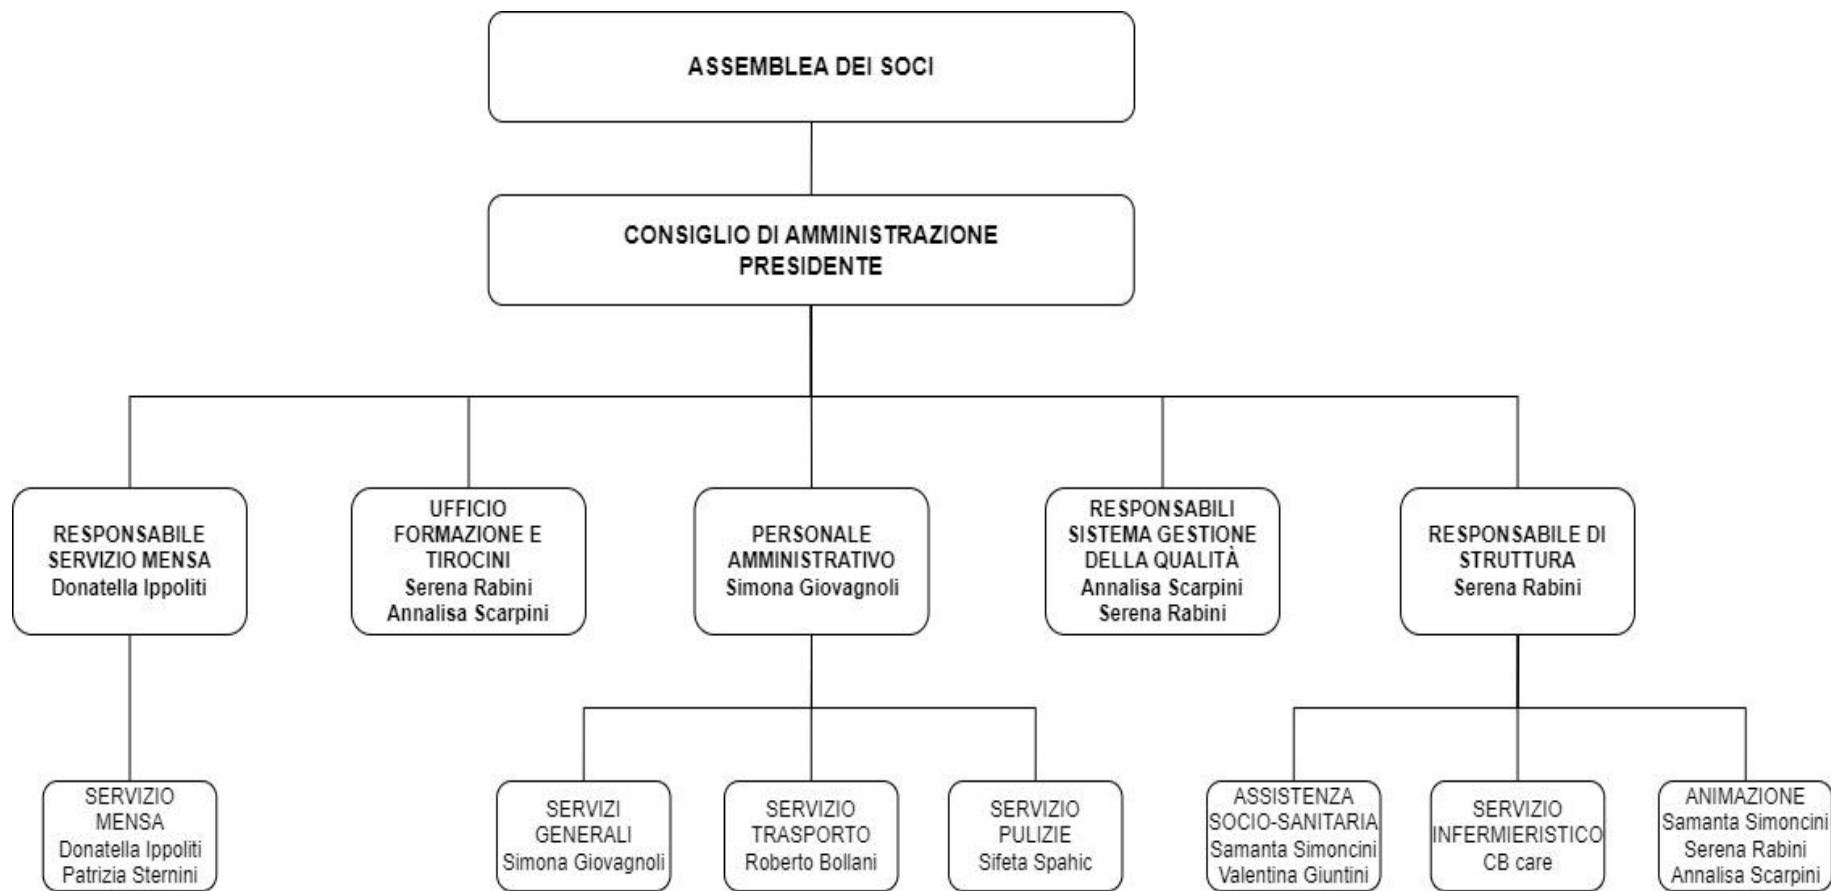 ASSEMBLEA DEI SOCI
CONSIGLIO DI AMMINISTRAZIONE
PRESIDENTE
RESPONSABILE
SERVIZIO MENSA
Donatella Ippoliti
UFFICIO
FORMAZIONE E
TIROCINI
Serena Rabini
Annalisa Scarpini
PERSONALE
AMMINISTRATIVO
Simona Giovagnoli
RESPONSABILI
SISTEMA GESTIONE
DELLA QUALITÀ
Annalisa Scarpini
Serena Rabini
RESPONSABILE DI
STRUTTURA
Serena Rabini
SERVIZIO
MENSA
Donatella Ippoliti
Patrizia Sternini
SERVIZI
GENERALI
Simona Giovagnoli
SERVIZIO
TRASPORTO
Roberto Bollani
SERVIZIO
PULIZIE
Sifeta Spahic
ASSISTENZA
SOCIO-SANITARIA
Samanta Simoncini
Valentina Giuntini
SERVIZIO
INFERMIERISTICO
CB care
ANIMAZIONE
Samanta Simoncini
Serena Rabini
Annalisa Scarpini